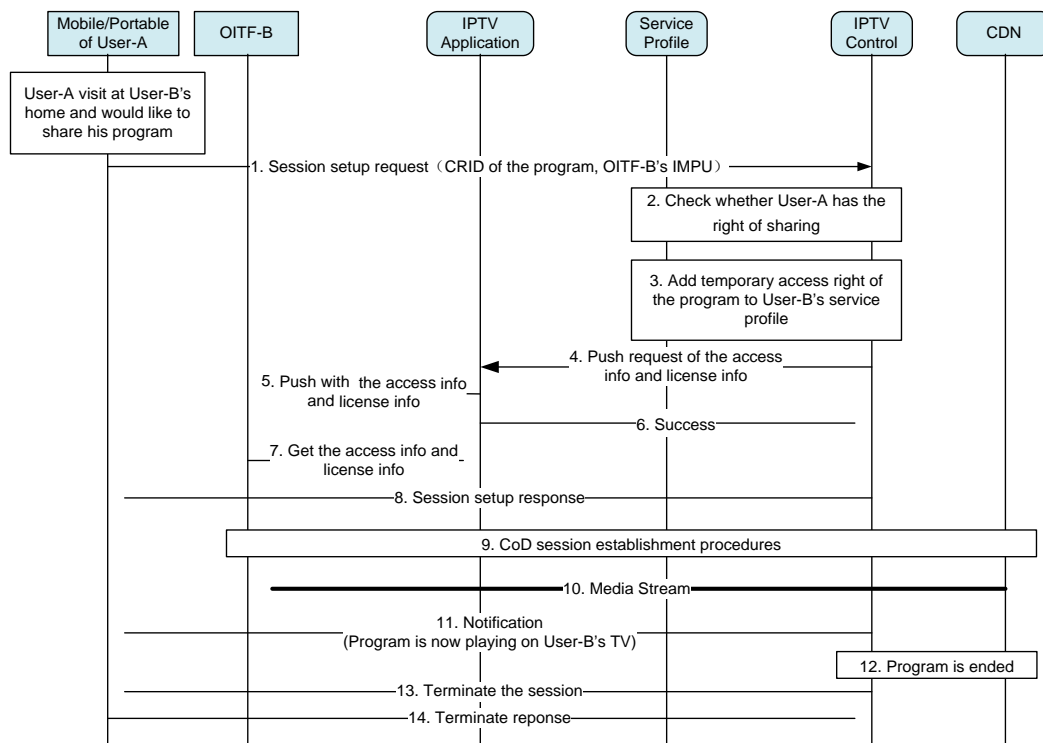 Mobile/Portable
of User-A
OITF-B
IPTV
Application
Service
Profile
IPTV
Control
CDN
User-A visit at User-B's
home and would like to
share his program
1. Session setup request（CRID of the program, OITF-B's IMPU）
2. Check whether User-A has the
right of sharing
3. Add temporary access right of
the program to User-B's service
profile
4. Push request of the access
info and license info
5. Push with the access info
and license info
6. Success
7. Get the access info and
license info
8. Session setup response
9. CoD session establishment procedures
10. Media Stream
11. Notification
(Program is now playing on User-B's TV)
12. Program is ended
13. Terminate the session
14. Terminate reponse